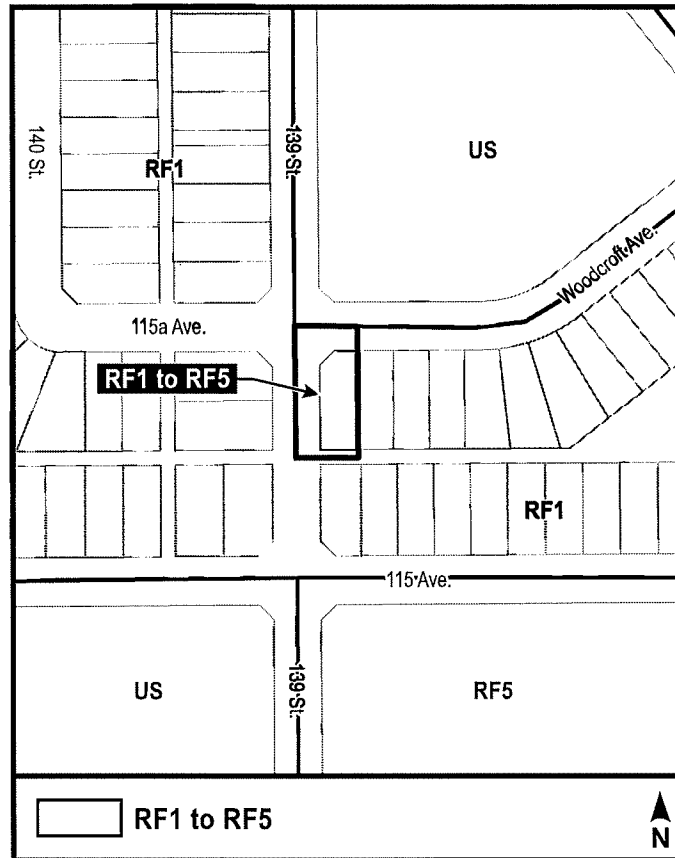 140 St.
RF1
139 St.
US
Woodcroft Ave.
115a Ave.
RF1 to RF5
RF1
115 Ave.
US
139 St.
RF5
RF1 to RF5
N